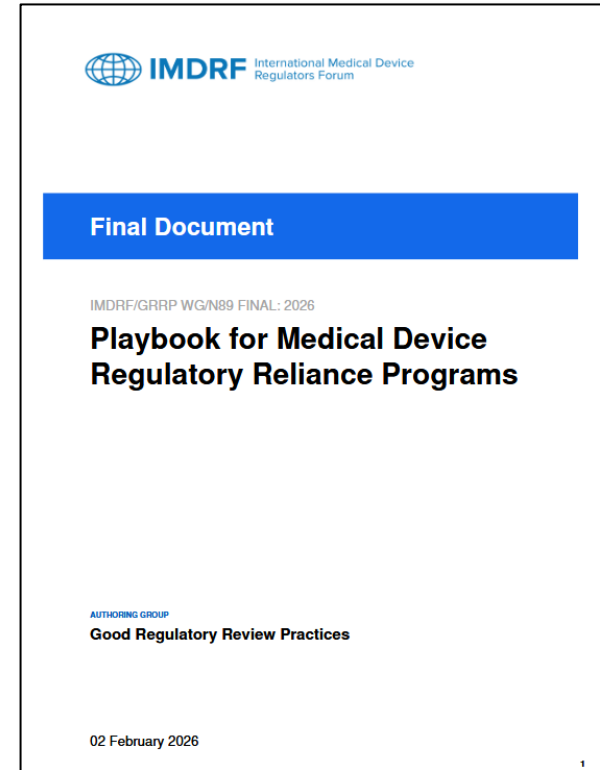 IMDRF International Medical Device
Regulators Forum
Final Document
IMDRF/GRRP WG/N89 FINAL: 2026
Playbook for Medical Device
Regulatory Reliance Programs
AUTHORING GROUP
Good Regulatory Review Practices
02 February 2026
1